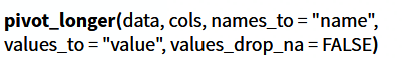 pivot_longer(data, cols, names_to = "name",
values_to = "value", values_drop_na = FALSE)